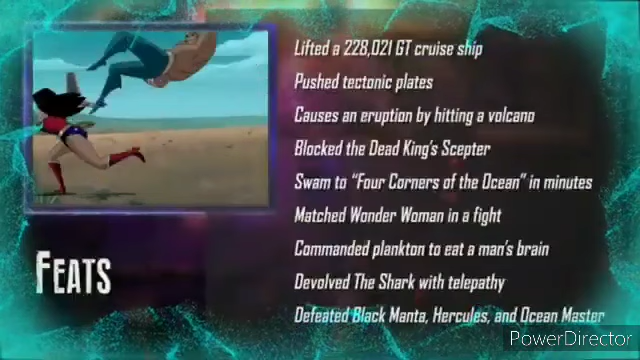 Lifted a 228,021 GT cruise ship
Pushed tectonic plates
Causes an eruption by hitting a volcano
Blocked the Dead King's Scepter
Swam to "Four Corners of the Ocean" in minutes
Matched Wonder Woman in a fight
Commanded plankton to eat a man's brain
Devolved The Shark with telepathy
Defeated Black Manta, Hercules, and Ocean Master
FEATS
PowerDirector